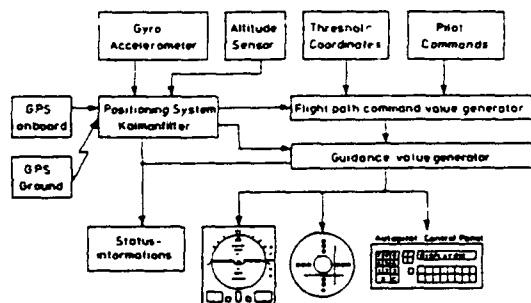 Gyro
Accelerometer
Altitude
Sensor
Threshold-
Coordinates
Pilot
Commands
GPS
onboard
Positioning System
Kalmanfilter
Flight path command value generator
GPS
Ground
Guidance value generator
Status-
informations
Autopilot Control Panel